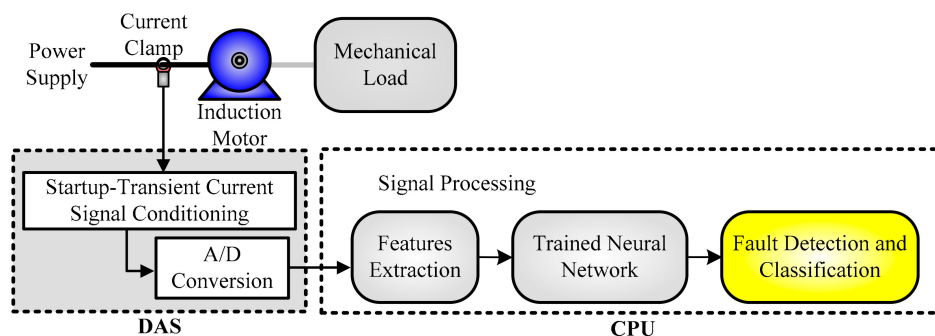 Current
Clamp
Power
Supply
Mechanical
Load
Induction
Motor
Startup-Transient Current
Signal Conditioning
A/D
Conversion
DAS
Signal Processing
Features
Extraction
Trained Neural
Network
Fault Detection and
Classification
CPU